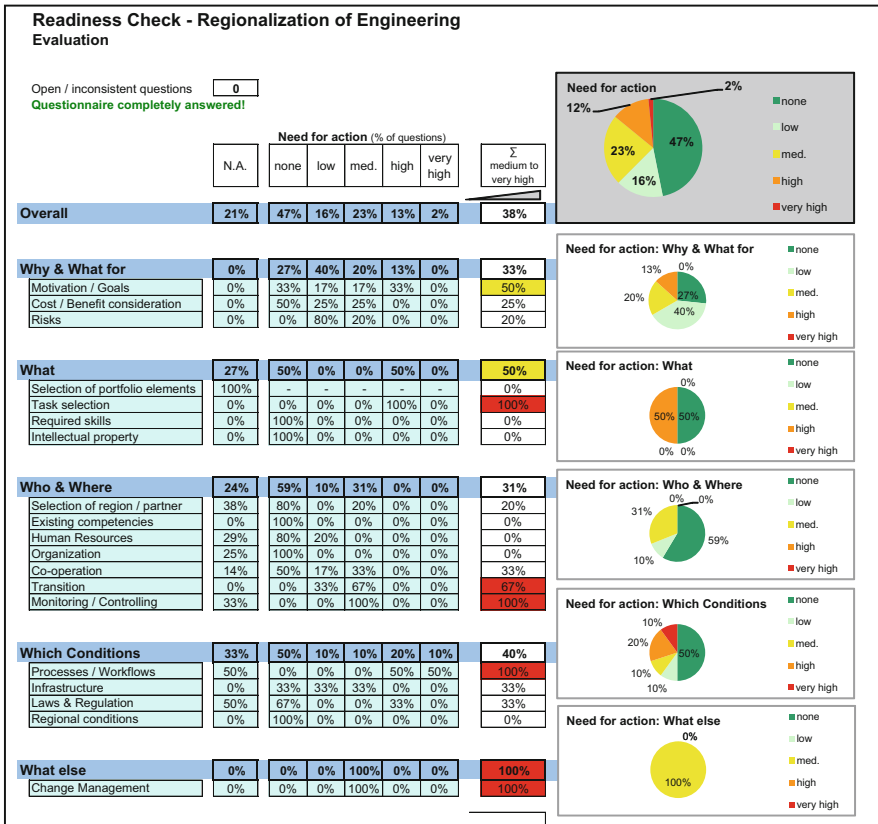 Readiness Check - Regionalization of Engineering
Evaluation
Open / inconsistent questions 0
Questionnaire completely answered!
Need for action (% of questions)
N.A. none low med. high very high Σ medium to very high
Overall 21% 47% 16% 23% 13% 2% 38%
Why & What for 0% 27% 40% 20% 13% 0% 33%
Motivation / Goals 0% 33% 17% 17% 33% 0% 50%
Cost / Benefit consideration 0% 50% 25% 25% 0% 0% 25%
Risks 0% 0% 80% 20% 0% 0% 20%
What 27% 50% 0% 0% 50% 0% 50%
Selection of portfolio elements 100% - - - - - 0%
Task selection 0% 0% 0% 0% 100% 0% 100%
Required skills 0% 100% 0% 0% 0% 0% 0%
Intellectual property 0% 100% 0% 0% 0% 0% 0%
Who & Where 24% 59% 10% 31% 0% 0% 31%
Selection of region / partner 38% 80% 0% 20% 0% 0% 20%
Existing competencies 0% 100% 0% 0% 0% 0% 0%
Human Resources 29% 80% 20% 0% 0% 0% 0%
Organization 25% 100% 0% 0% 0% 0% 0%
Co-operation 14% 50% 17% 33% 0% 0% 33%
Transition 0% 0% 33% 67% 0% 0% 67%
Monitoring / Controlling 33% 0% 0% 100% 0% 0% 100%
Which Conditions 33% 50% 10% 10% 20% 10% 40%
Processes / Workflows 50% 0% 0% 0% 50% 50% 100%
Infrastructure 0% 33% 33% 33% 0% 0% 33%
Laws & Regulation 50% 67% 0% 0% 33% 0% 33%
Regional conditions 0% 100% 0% 0% 0% 0% 0%
What else 0% 0% 0% 100% 0% 0% 100%
Change Management 0% 0% 0% 100% 0% 0% 100%
Need for action
2%
12%
47%
23%
16%
none
low
med.
high
very high
Need for action: Why & What for
13% 0%
20% 27%
40%
none
low
med.
high
very high
Need for action: What
0%
50% 50%
0% 0%
none
low
med.
high
very high
Need for action: Who & Where
0% 0%
31%
59%
10%
none
low
med.
high
very high
Need for action: Which Conditions
10%
20%
50%
10%
10%
none
low
med.
high
very high
Need for action: What else
0%
100%
none
low
med.
high
very high